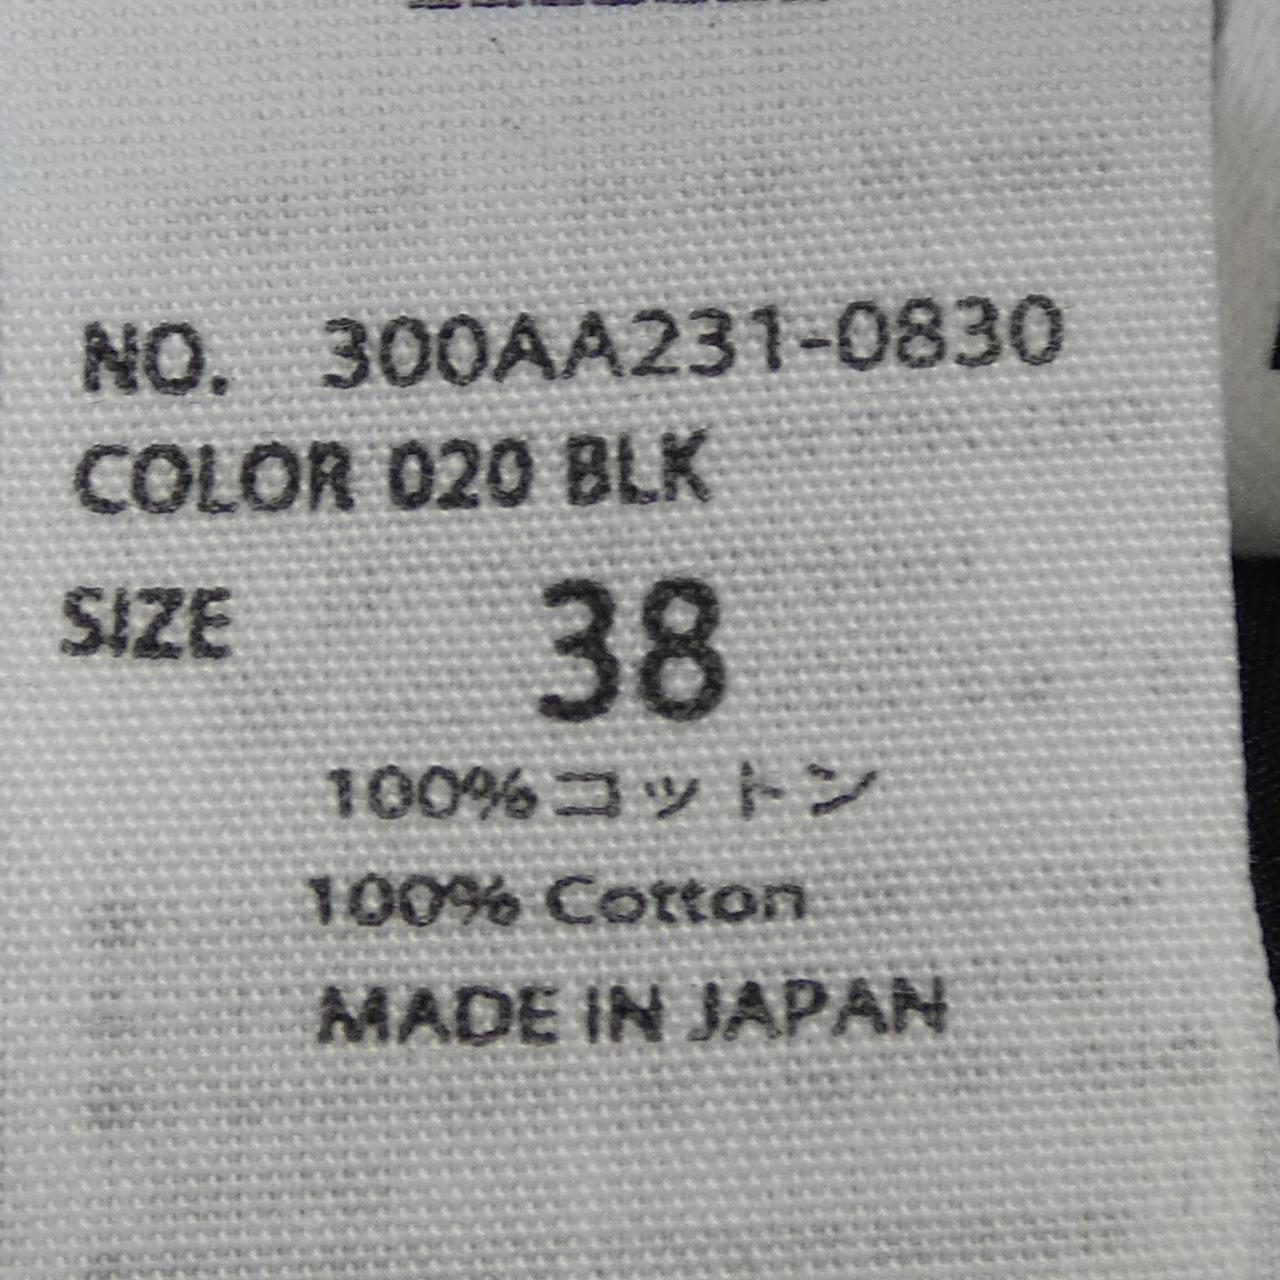 NO. 300AA231-0830
COLOR 020 BLK
SIZE 38
100%コットン
100% Cotton
MADE IN JAPAN